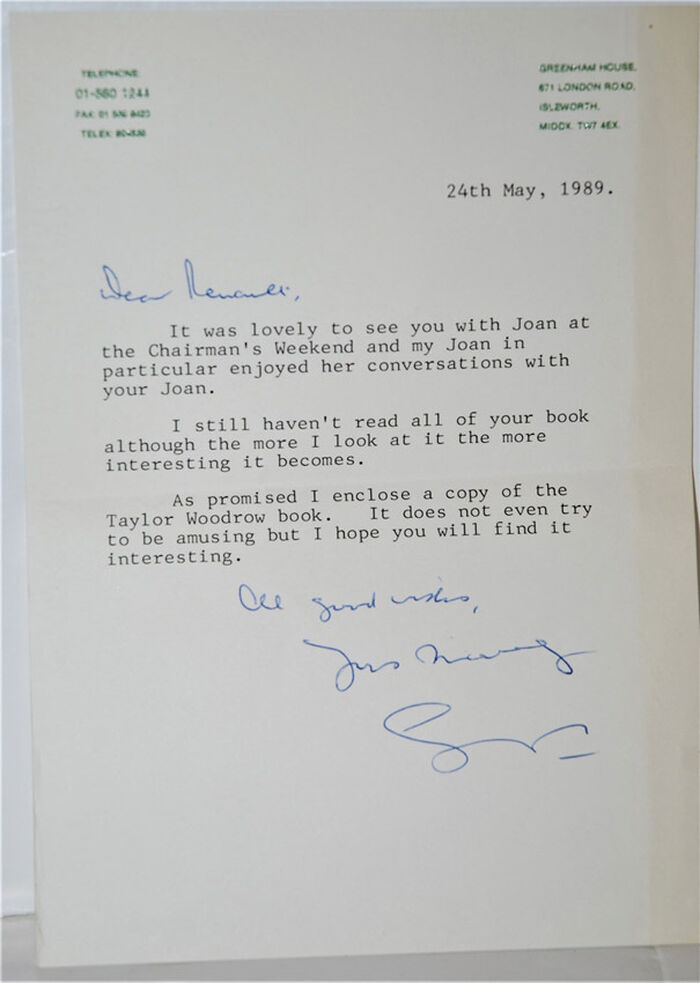 TELEPHONE
01-560 1244
GREENHAM HOUSE,
671 LONDON ROAD,
ISLEWORTH,
MIDDX. TW7 4EX.
24th May, 1989.
Dear
It was lovely to see you with Joan at
the Chairman's Weekend and my Joan in
particular enjoyed her conversations with
your Joan.
I still haven't read all of your book
although the more I look at it the more
interesting it becomes.
As promised I enclose a copy of the
Taylor Woodrow book. It does not even try
to be amusing but I hope you will find it
interesting.
All good wishes,